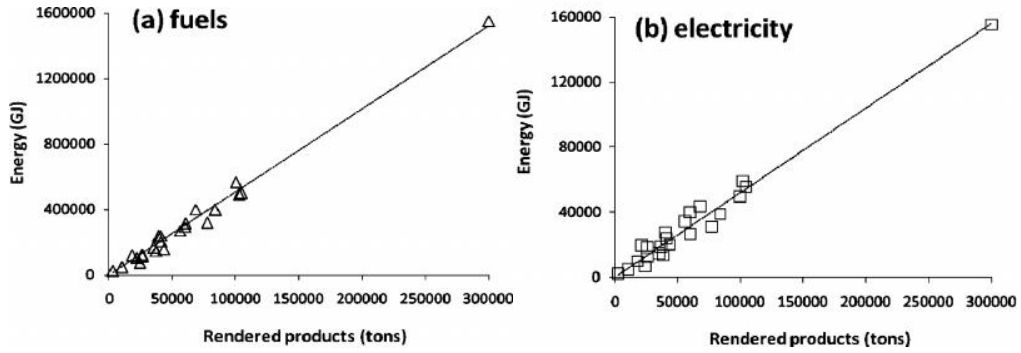 (a) fuels
1600000
1200000
800000
400000
0
Energy (GJ)
0 50000 100000 150000 200000 250000 300000
Rendered products (tons)
(b) electricity
160000
120000
80000
40000
0
Energy (GJ)
0 50000 100000 150000 200000 250000 300000
Rendered products (tons)